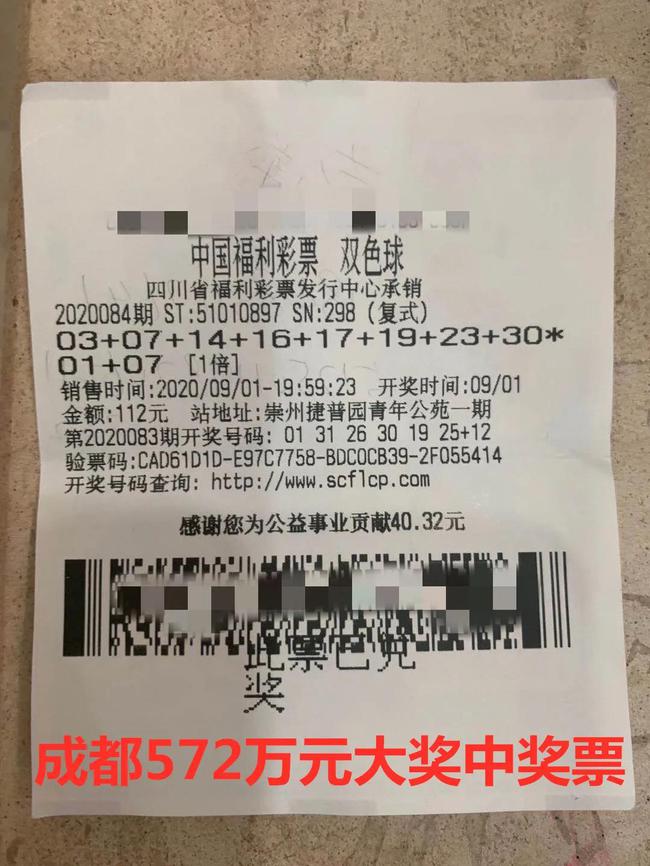 中国福利彩票 双色球
四川省福利彩票发行中心承销
2020084期 ST:51010897 SN:298 (复式)
03+07+14+16+17+19+23+30*
01+07 [1倍]
销售时间:2020/09/01-19:59:23 开奖时间:09/01
金额:112元 站地址:崇州捷普园青年公苑一期
第2020083期开奖号码: 01 31 26 30 19 25+12
验票码:CAD61D1D-E97C7758-BDC0CB39-2F055414
开奖号码查询: http://www.scflcp.com
感谢您为公益事业贡献40.32元
此票已兑
奖
成都572万元大奖中奖票